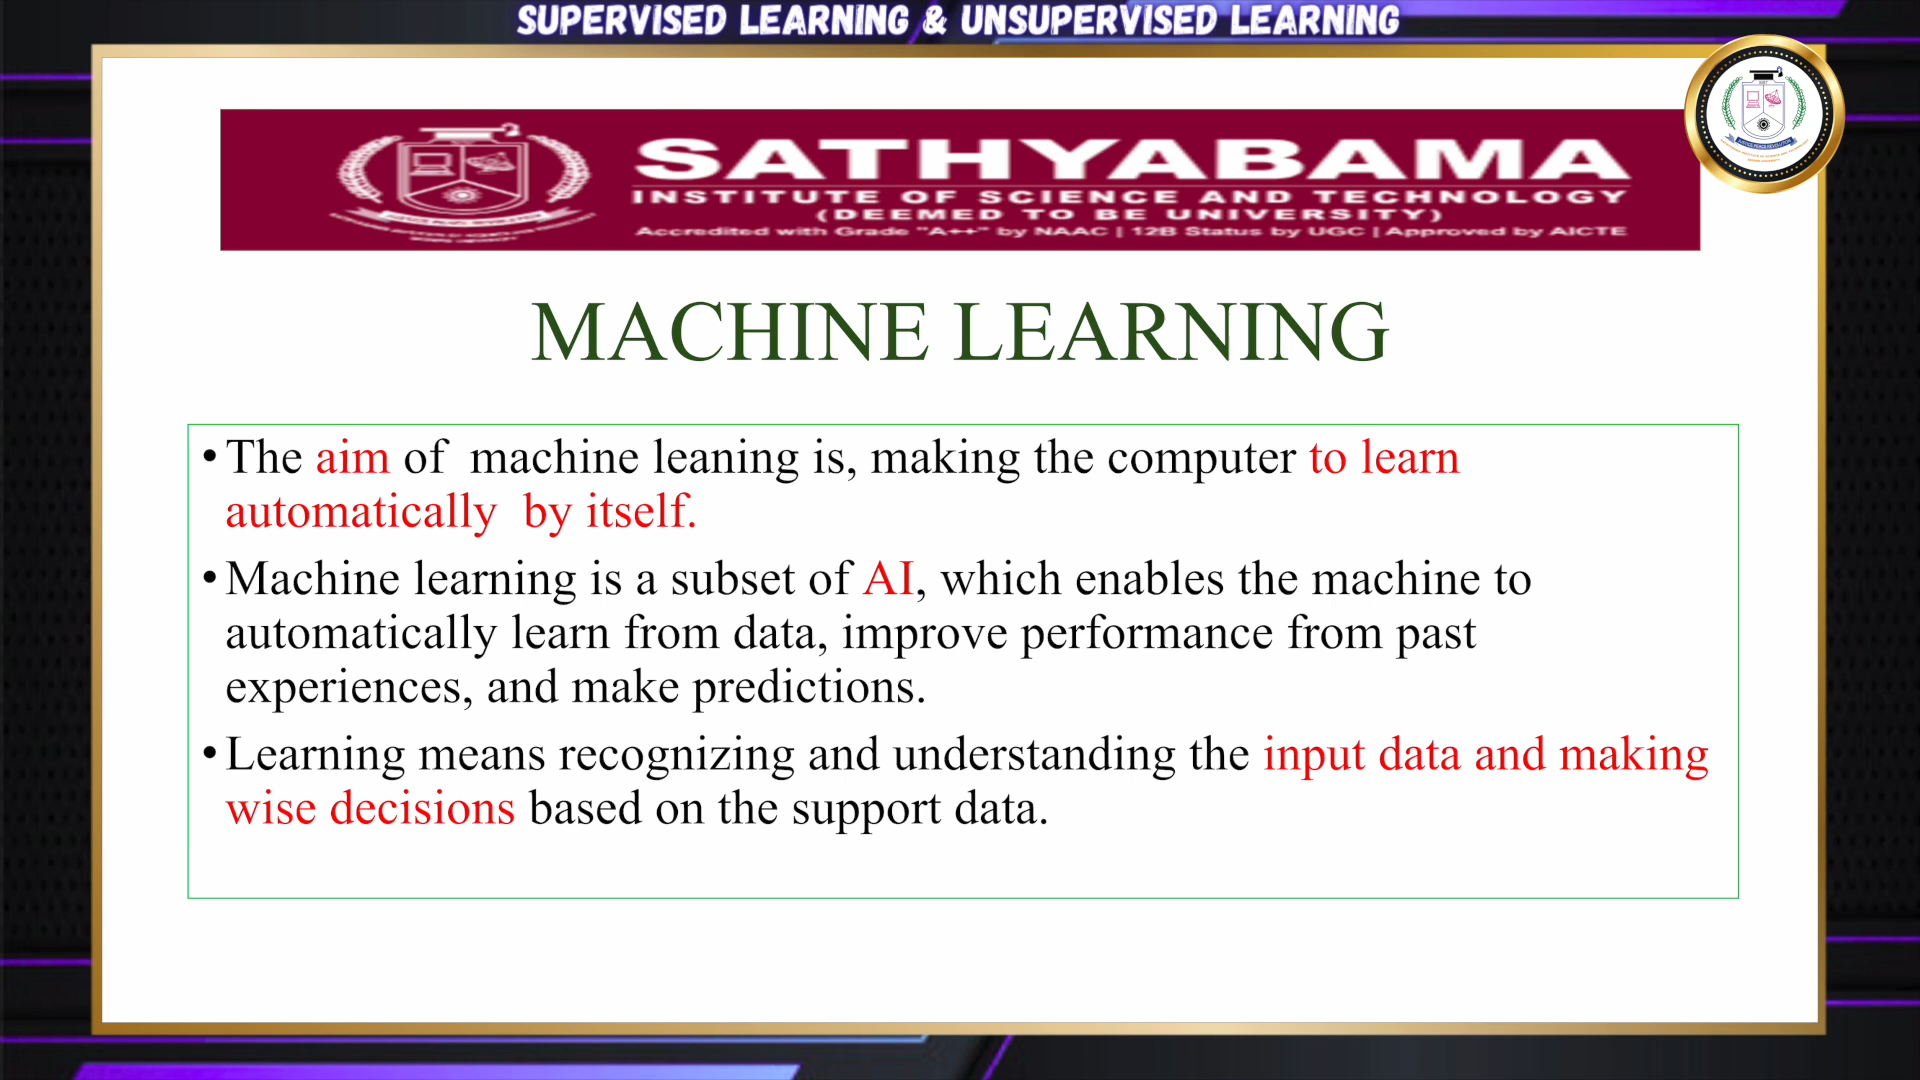 SUPERVISED LEARNING & UNSUPERVISED LEARNING
SATHYABAMA
INSTITUTE OF SCIENCE AND TECHNOLOGY
(DEEMED TO BE UNIVERSITY)
Accredited with Grade "A++" by NAAC | 12B Status by UGC | Approved by AICTE
MACHINE LEARNING
• The aim of machine leaning is, making the computer to learn
automatically by itself.
• Machine learning is a subset of AI, which enables the machine to
automatically learn from data, improve performance from past
experiences, and make predictions.
• Learning means recognizing and understanding the input data and making
wise decisions based on the support data.